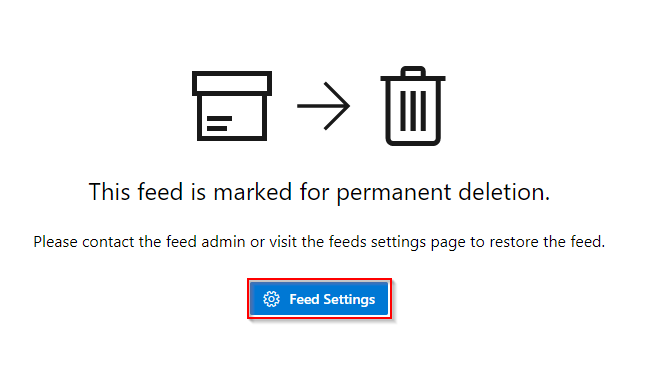 This feed is marked for permanent deletion.
Please contact the feed admin or visit the feeds settings page to restore the feed.
Feed Settings